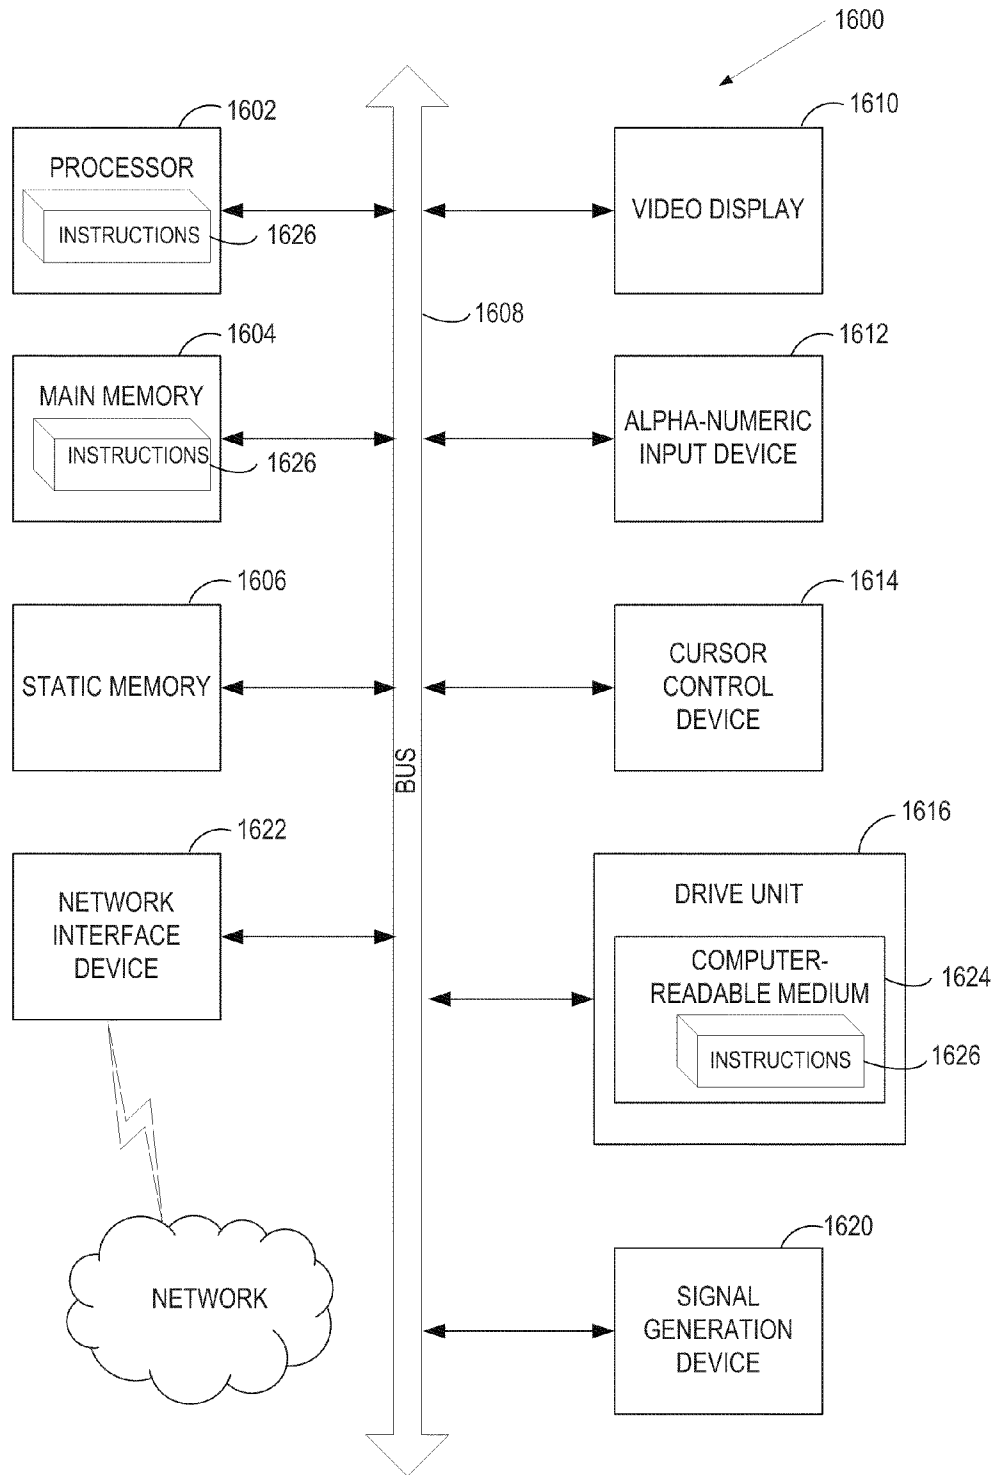 1600
1602
PROCESSOR
INSTRUCTIONS
1626
1610
VIDEO DISPLAY
1608
1604
MAIN MEMORY
INSTRUCTIONS
1626
1612
ALPHA-NUMERIC
INPUT DEVICE
1606
STATIC MEMORY
1614
CURSOR
CONTROL
DEVICE
BUS
1622
NETWORK
INTERFACE
DEVICE
1616
DRIVE UNIT
COMPUTER-
READABLE MEDIUM
1624
INSTRUCTIONS
1626
NETWORK
1620
SIGNAL
GENERATION
DEVICE